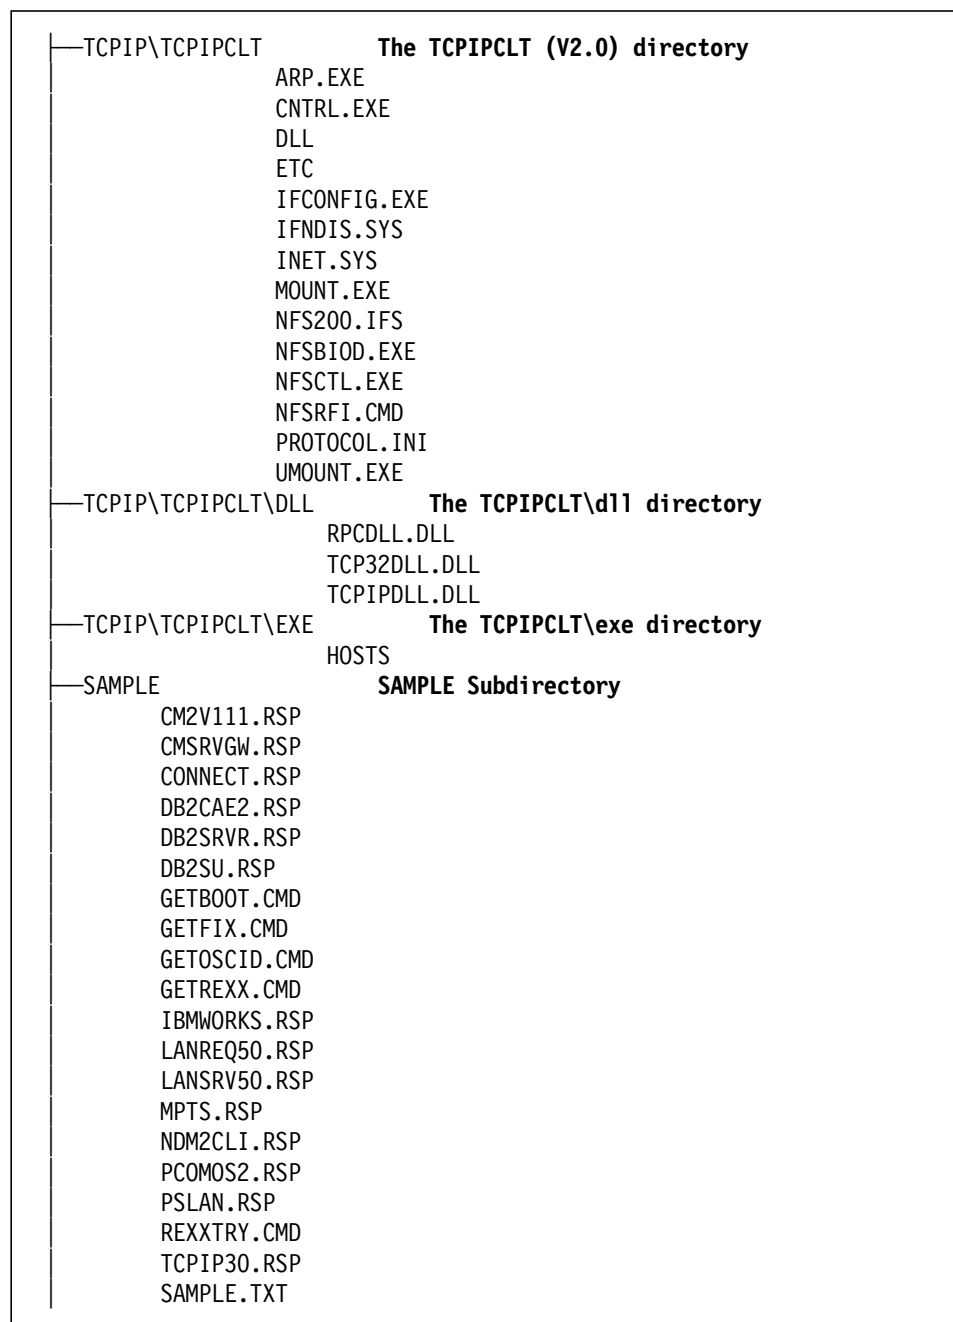 ├──TCPIP\TCPIPCLT The TCPIPCLT (V2.0) directory
ARP.EXE
CNTRL.EXE
DLL
ETC
IFCONFIG.EXE
IFNDIS.SYS
INET.SYS
MOUNT.EXE
NFS200.IFS
NFSBIOD.EXE
NFSCTL.EXE
NFSRFI.CMD
PROTOCOL.INI
UMOUNT.EXE
├──TCPIP\TCPIPCLT\DLL The TCPIPCLT\dll directory
RPCDLL.DLL
TCP32DLL.DLL
TCPIPDLL.DLL
├──TCPIP\TCPIPCLT\EXE The TCPIPCLT\exe directory
HOSTS
├──SAMPLE SAMPLE Subdirectory
CM2V111.RSP
CMSRVGW.RSP
CONNECT.RSP
DB2CAE2.RSP
DB2SRVR.RSP
DB2SU.RSP
GETBOOT.CMD
GETFIX.CMD
GETOSCID.CMD
GETREXX.CMD
IBMWORKS.RSP
LANREQ50.RSP
LANSRV50.RSP
MPTS.RSP
NDM2CLI.RSP
PCOMOS2.RSP
PSLAN.RSP
REXXTRY.CMD
TCPIP30.RSP
SAMPLE.TXT